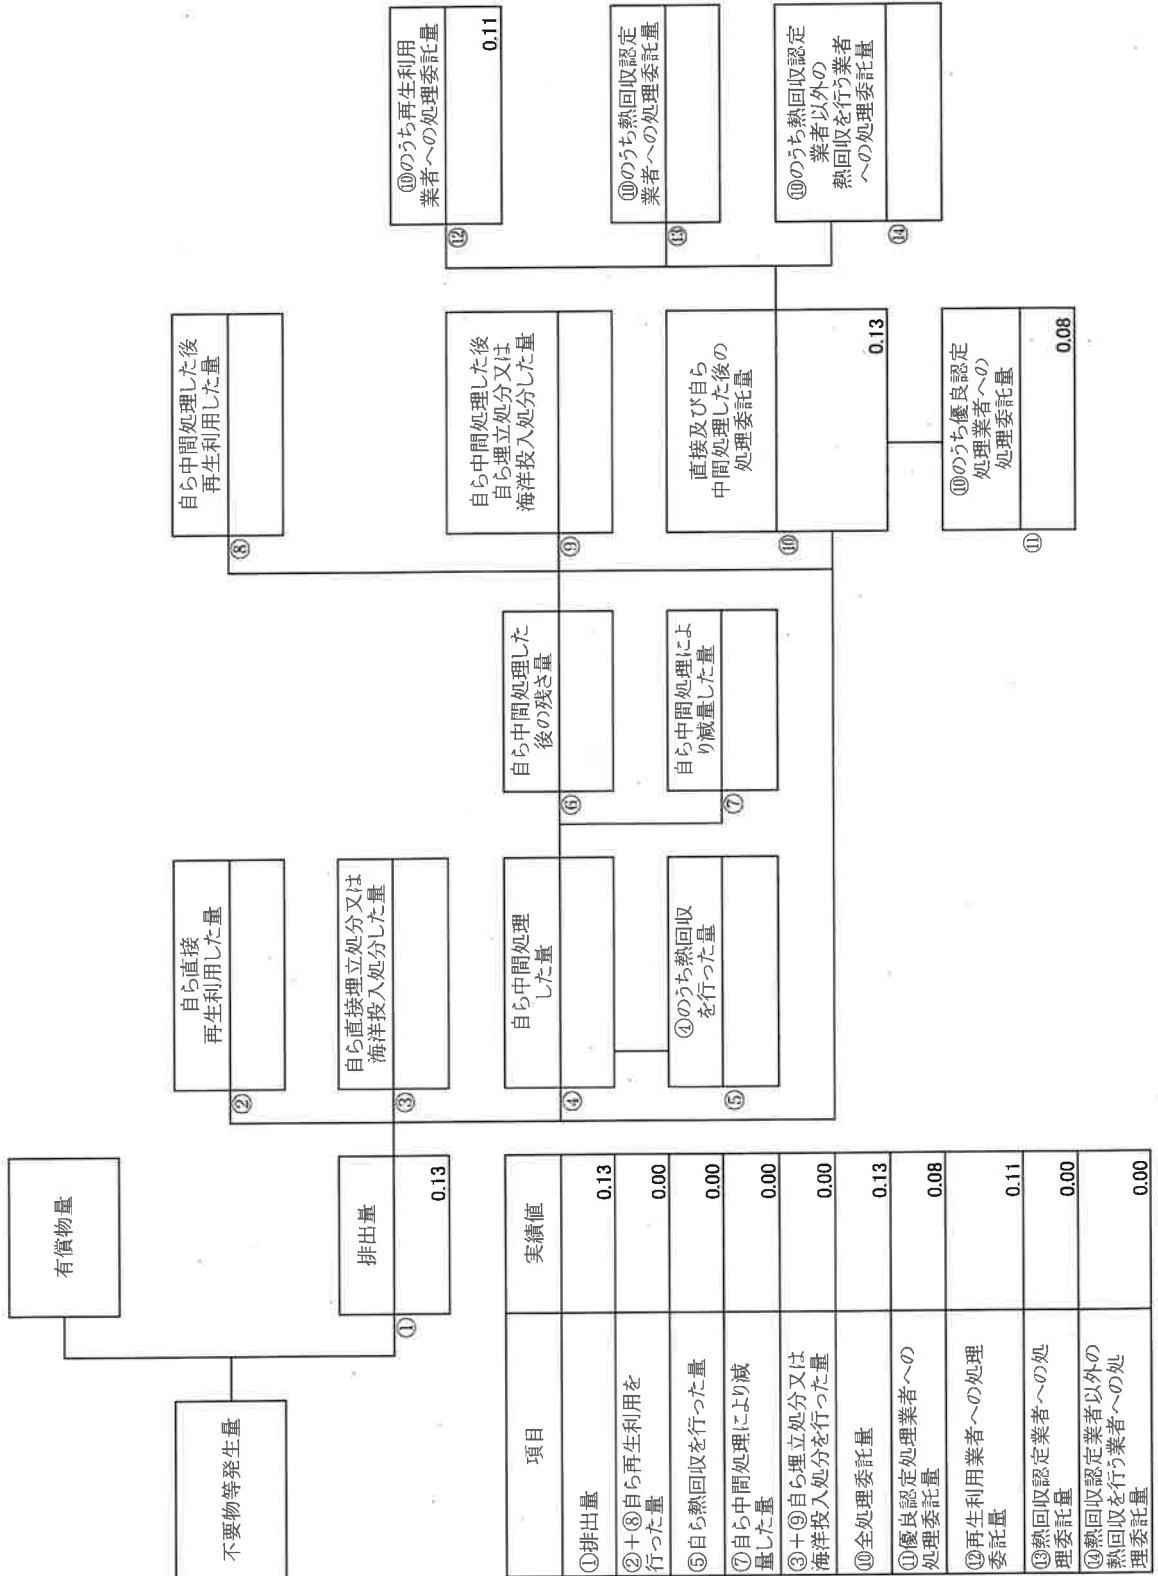 不要物等発生量
有償物量
排出量
①
0.13
自ら直接
再生利用した量
②
自ら直接埋立処分又は
海洋投入処分した量
③
自ら中間処理
した量
④
④のうち熱回収
を行った量
⑤
自ら中間処理した
後の残さ量
⑥
自ら中間処理によ
り減量した量
⑦
自ら中間処理した後
再生利用した量
⑧
自ら中間処理した後
自ら埋立処分又は
海洋投入処分した量
⑨
直接及び自ら
中間処理した後の
処理委託量
⑩
0.13
⑩のうち優良認定
処理業者への
処理委託量
⑪
0.08
⑩のうち再生利用
業者への処理委託量
⑫
0.11
⑩のうち熱回収認定
業者への処理委託量
⑬
⑩のうち熱回収認定
業者以外の
熱回収を行う業者
への処理委託量
⑭
項目 実績値
①排出量 0.13
②+⑧自ら再生利用を
行った量 0.00
⑤自ら熱回収を行った量 0.00
⑦自ら中間処理により減
量した量 0.00
③+⑨自ら埋立処分又は
海洋投入処分を行った量 0.00
⑩全処理委託量 0.13
⑪優良認定処理業者への
処理委託量 0.08
⑫再生利用業者への処理
委託量 0.11
⑬熱回収認定業者への処
理委託量 0.00
⑭熱回収認定業者以外の
熱回収を行う業者への処
理委託量 0.00